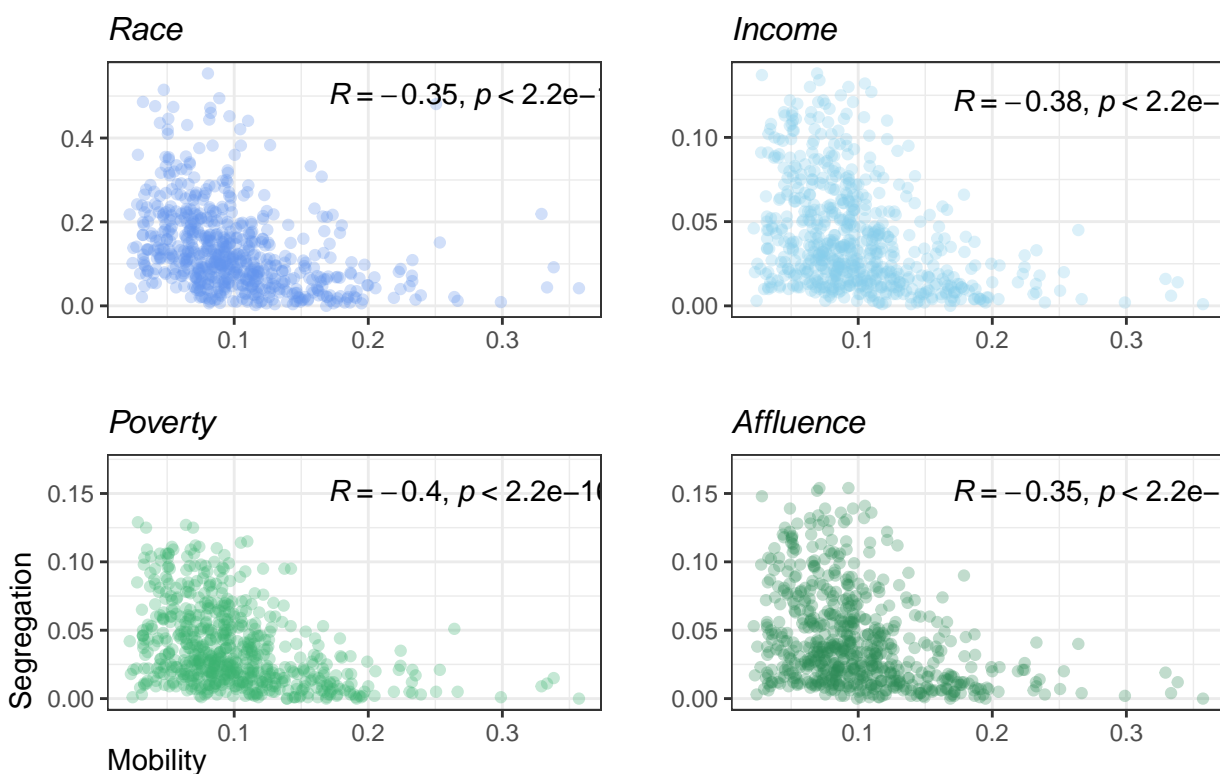 Race
R = −0.35, p < 2.2e−
0.4
0.2
0.0
0.1 0.2 0.3
Income
R = −0.38, p < 2.2e−
0.10
0.05
0.00
0.1 0.2 0.3
Poverty
R = −0.4, p < 2.2e−1
0.15
0.10
0.05
0.00
0.1 0.2 0.3
Affluence
R = −0.35, p < 2.2e−
0.15
0.10
0.05
0.00
0.1 0.2 0.3
Segregation
Mobility